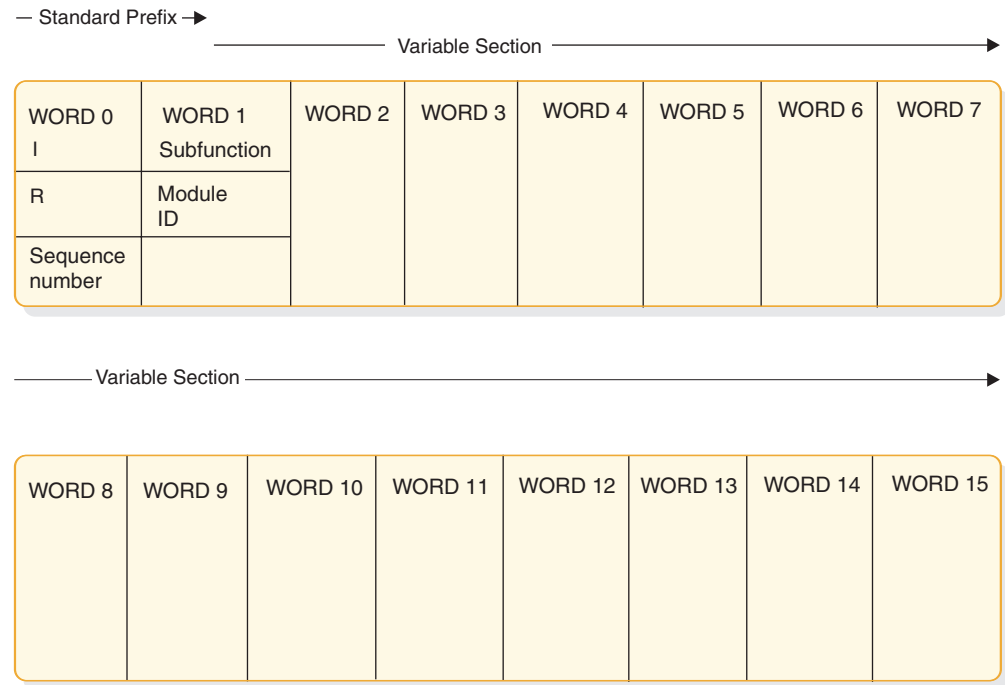 Standard Prefix
Variable Section
WORD 0 WORD 1 WORD 2 WORD 3 WORD 4 WORD 5 WORD 6 WORD 7
I Subfunction
R Module
ID
Sequence
number
Variable Section
WORD 8 WORD 9 WORD 10 WORD 11 WORD 12 WORD 13 WORD 14 WORD 15